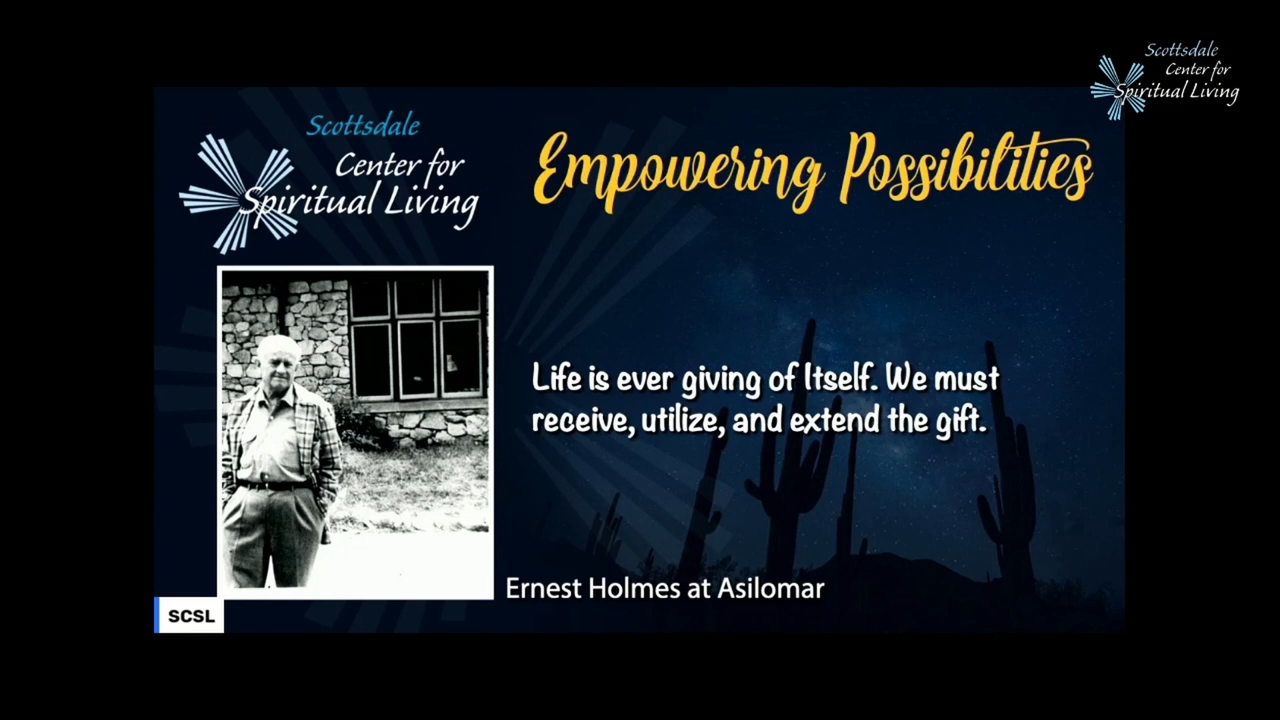 Scottsdale
Center for
Spiritual Living
Scottsdale
Center for
Spiritual Living
Empowering Possibilities
Life is ever giving of Itself. We must
receive, utilize, and extend the gift.
Ernest Holmes at Asilomar
SCSL